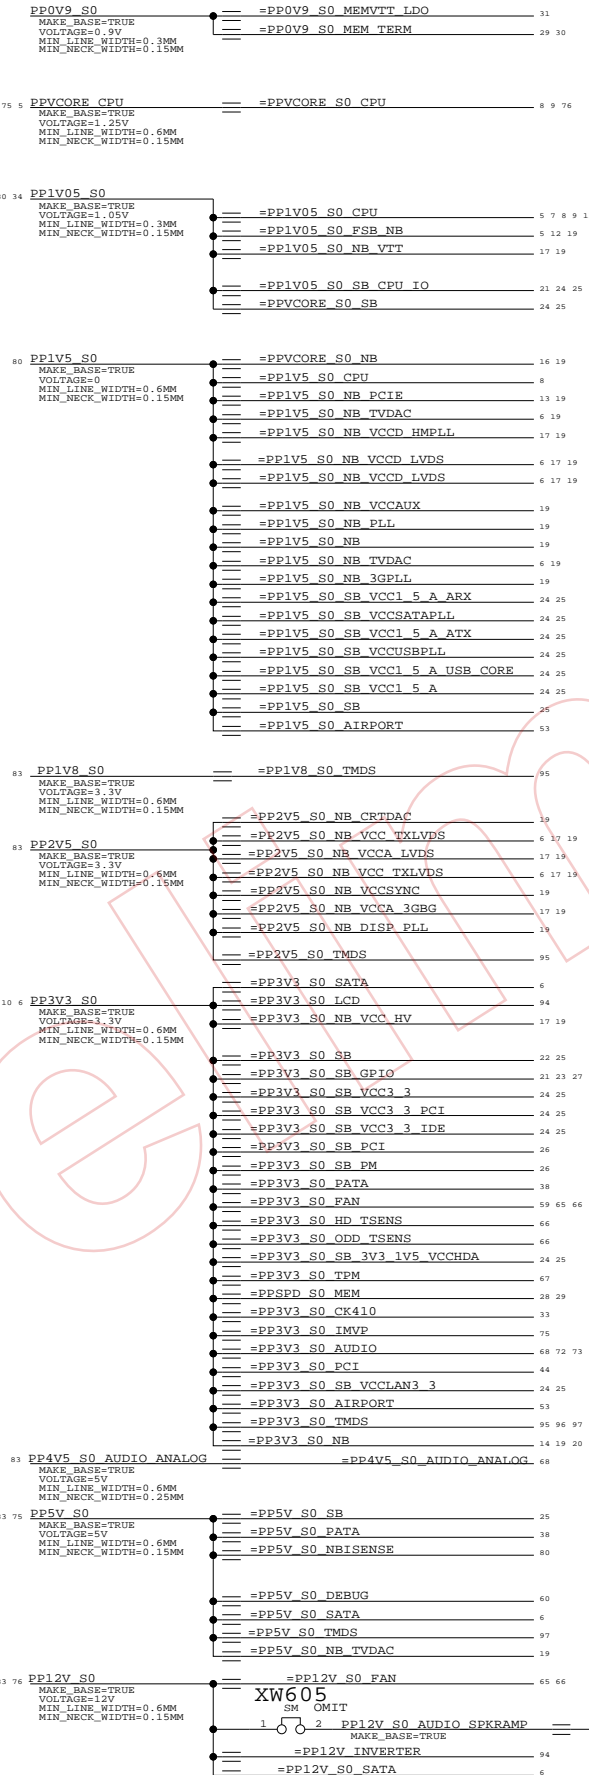 PP0V9_S0
MAKE_BASE=TRUE
VOLTAGE=0.9V
MIN_LINE_WIDTH=0.3MM
MIN_NECK_WIDTH=0.15MM
=PP0V9_S0_MEMVTT_LDO 31
=PP0V9_S0_MEM_TERM 29 30
75 5 PPVCORE_CPU
MAKE_BASE=TRUE
VOLTAGE=1.25V
MIN_LINE_WIDTH=0.6MM
MIN_NECK_WIDTH=0.15MM
=PPVCORE_S0_CPU 8 9 76
34 PP1V05_S0
MAKE_BASE=TRUE
VOLTAGE=1.05V
MIN_LINE_WIDTH=0.3MM
MIN_NECK_WIDTH=0.15MM
=PP1V05_S0_CPU 5 7 8 9
=PP1V05_S0_FSB_NB 5 12 19
=PP1V05_S0_NB_VTT 17 19
=PP1V05_S0_SB_CPU_IO 21 24 25
=PPVCORE_S0_SB 24 25
80 PP1V5_S0
MAKE_BASE=TRUE
VOLTAGE=0
MIN_LINE_WIDTH=0.6MM
MIN_NECK_WIDTH=0.15MM
=PPVCORE_S0_NB 16 19
=PP1V5_S0_CPU 8
=PP1V5_S0_NB_PCIE 13 19
=PP1V5_S0_NB_TVDAC 6 19
=PP1V5_S0_NB_VCCD_HMPLL 17 19
=PP1V5_S0_NB_VCCD_LVDS 6 17 19
=PP1V5_S0_NB_VCCD_LVDS 6 17 19
=PP1V5_S0_NB_VCCAUX 19
=PP1V5_S0_NB_PLL 19
=PP1V5_S0_NB 19
=PP1V5_S0_NB_TVDAC 6 19
=PP1V5_S0_NB_3GPLL 19
=PP1V5_S0_SB_VCC1_5_A_ARX 24 25
=PP1V5_S0_SB_VCCSATAPLL 24 25
=PP1V5_S0_SB_VCC1_5_A_ATX 24 25
=PP1V5_S0_SB_VCCUSBPLL 24 25
=PP1V5_S0_SB_VCC1_5_A_USB_CORE 24 25
=PP1V5_S0_SB_VCC1_5_A 24 25
=PP1V5_S0_SB 25
=PP1V5_S0_AIRPORT 53
83 PP1V8_S0
MAKE_BASE=TRUE
VOLTAGE=3.3V
MIN_LINE_WIDTH=0.6MM
MIN_NECK_WIDTH=0.15MM
=PP1V8_S0_TMDS 95
83 PP2V5_S0
MAKE_BASE=TRUE
VOLTAGE=3.3V
MIN_LINE_WIDTH=0.6MM
MIN_NECK_WIDTH=0.15MM
=PP2V5_S0_NB_CRTDAC 19
=PP2V5_S0_NB_VCC_TXLVDS 6 17 19
=PP2V5_S0_NB_VCCA_LVDS 17 19
=PP2V5_S0_NB_VCC_TXLVDS 6 17 19
=PP2V5_S0_NB_VCCSYNC 19
=PP2V5_S0_NB_VCCA_3GBG 17 19
=PP2V5_S0_NB_DISP_PLL 19
=PP2V5_S0_TMDS 95
10 6 PP3V3_S0
MAKE_BASE=TRUE
VOLTAGE=3.3V
MIN_LINE_WIDTH=0.6MM
MIN_NECK_WIDTH=0.15MM
=PP3V3_S0_SATA 6
=PP3V3_S0_LCD 94
=PP3V3_S0_NB_VCC_HV 17 19
=PP3V3_S0_SB 22 25
=PP3V3_S0_SB_GPIO 21 23 27
=PP3V3_S0_SB_VCC3_3 24 25
=PP3V3_S0_SB_VCC3_3_PCI 24 25
=PP3V3_S0_SB_VCC3_3_IDE 24 25
=PP3V3_S0_SB_PCI 26
=PP3V3_S0_SB_PM 26
=PP3V3_S0_PATA 38
=PP3V3_S0_FAN 59 65 66
=PP3V3_S0_HD_TSENS 66
=PP3V3_S0_ODD_TSENS 66
=PP3V3_S0_SB_3V3_1V5_VCCHDA 24 25
=PP3V3_S0_TPM 67
=PPSPD_S0_MEM 28 29
=PP3V3_S0_CK410 33
=PP3V3_S0_IMVP 75
=PP3V3_S0_AUDIO 68 72 73
=PP3V3_S0_PCI 44
=PP3V3_S0_SB_VCCLAN3_3 24 25
=PP3V3_S0_AIRPORT 53
=PP3V3_S0_TMDS 95 96 97
=PP3V3_S0_NB 14 19 20
83 PP4V5_S0_AUDIO_ANALOG
MAKE_BASE=TRUE
VOLTAGE=5V
MIN_LINE_WIDTH=0.6MM
MIN_NECK_WIDTH=0.25MM
=PP4V5_S0_AUDIO_ANALOG 68
75 PP5V_S0
MAKE_BASE=TRUE
VOLTAGE=5V
MIN_LINE_WIDTH=0.6MM
MIN_NECK_WIDTH=0.15MM
=PP5V_S0_SB 25
=PP5V_S0_PATA 38
=PP5V_S0_NBISENSE 80
=PP5V_S0_DEBUG 60
=PP5V_S0_SATA 6
=PP5V_S0_TMDS 97
=PP5V_S0_NB_TVDAC 19
76 PP12V_S0
MAKE_BASE=TRUE
VOLTAGE=12V
MIN_LINE_WIDTH=0.6MM
MIN_NECK_WIDTH=0.15MM
=PP12V_S0_FAN 65 66
XW605
SM OMIT
1 2 PP12V_S0_AUDIO_SPKRAMP
MAKE_BASE=TRUE
=PP12V_INVERTER 94
=PP12V_S0_SATA 6